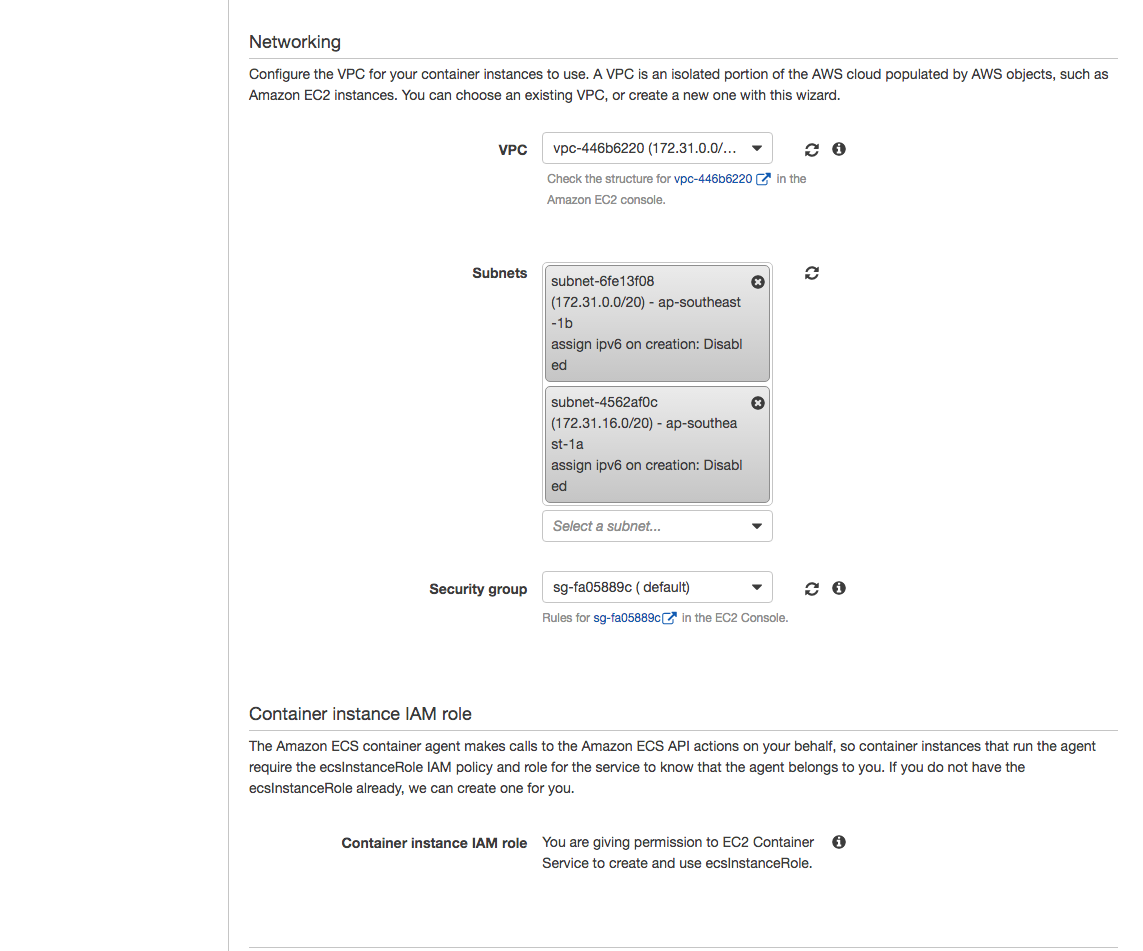 Networking
Configure the VPC for your container instances to use. A VPC is an isolated portion of the AWS cloud populated by AWS objects, such as
Amazon EC2 instances. You can choose an existing VPC, or create a new one with this wizard.
VPC
vpc-446b6220 (172.31.0.0/...
Check the structure for vpc-446b6220 in the
Amazon EC2 console.
Subnets
subnet-6fe13f08
(172.31.0.0/20) - ap-southeast
-1b
assign ipv6 on creation: Disabl
ed
subnet-4562af0c
(172.31.16.0/20) - ap-southea
st-1a
assign ipv6 on creation: Disabl
ed
Select a subnet...
Security group
sg-fa05889c ( default)
Rules for sg-fa05889c in the EC2 Console.
Container instance IAM role
The Amazon ECS container agent makes calls to the Amazon ECS API actions on your behalf, so container instances that run the agent
require the ecsInstanceRole IAM policy and role for the service to know that the agent belongs to you. If you do not have the
ecsInstanceRole already, we can create one for you.
Container instance IAM role
You are giving permission to EC2 Container
Service to create and use ecsInstanceRole.